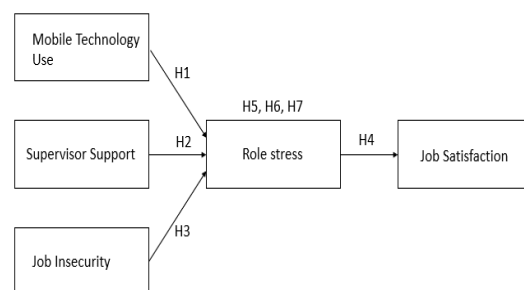 Mobile Technology
Use
H1
H5, H6, H7
Supervisor Support
H2
Role stress
H4
Job Satisfaction
H3
Job Insecurity